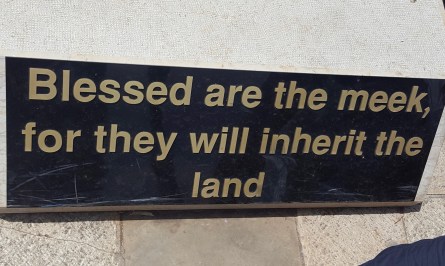 Blessed are the meek,
for they will inherit the
land